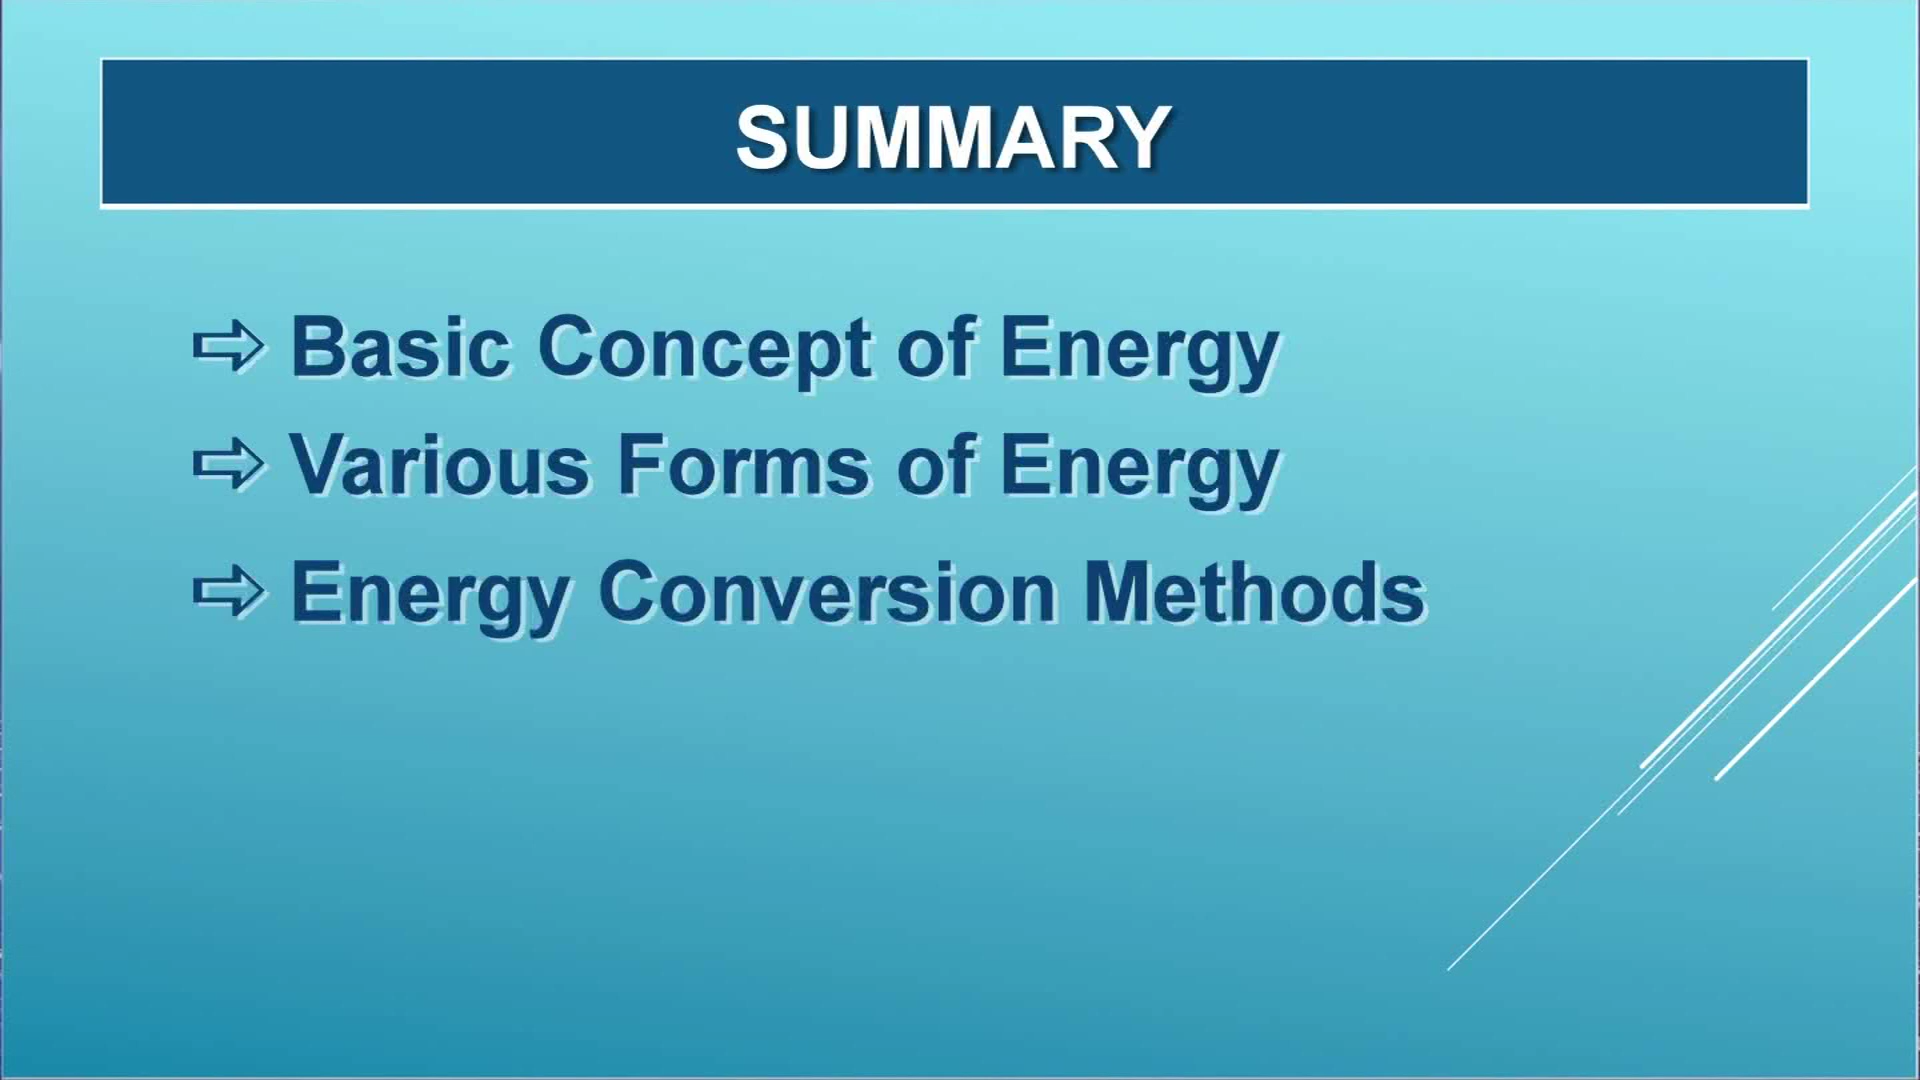 SUMMARY
⇨ Basic Concept of Energy
⇨ Various Forms of Energy
⇨ Energy Conversion Methods